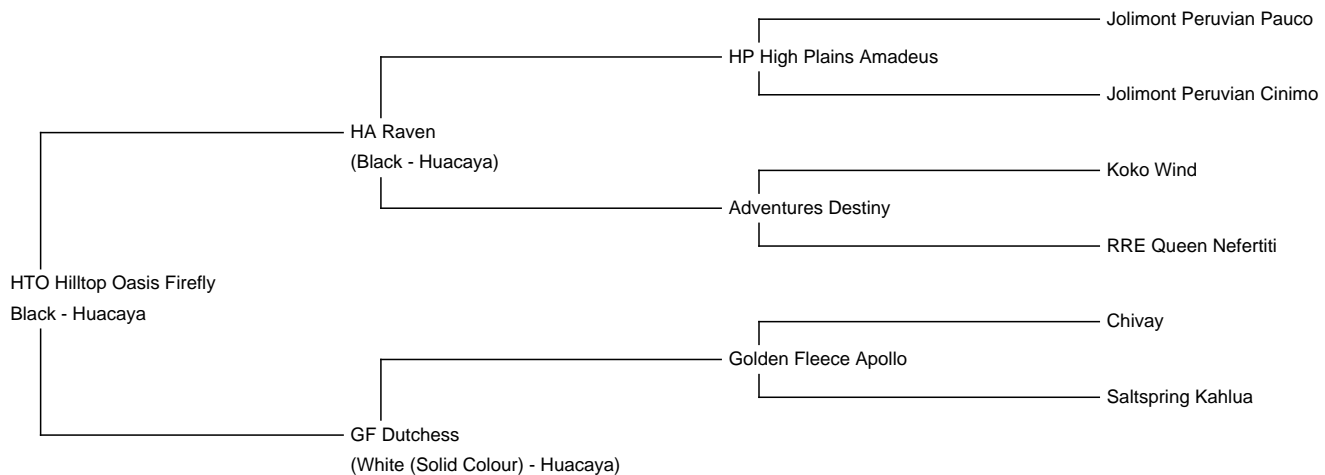 Jolimont Peruvian Pauco
HP High Plains Amadeus
Jolimont Peruvian Cinimo
HA Raven
(Black - Huacaya)
Koko Wind
Adventures Destiny
RRE Queen Nefertiti
HTO Hilltop Oasis Firefly
Black - Huacaya
Chivay
Golden Fleece Apollo
Saltspring Kahlua
GF Dutchess
(White (Solid Colour) - Huacaya)